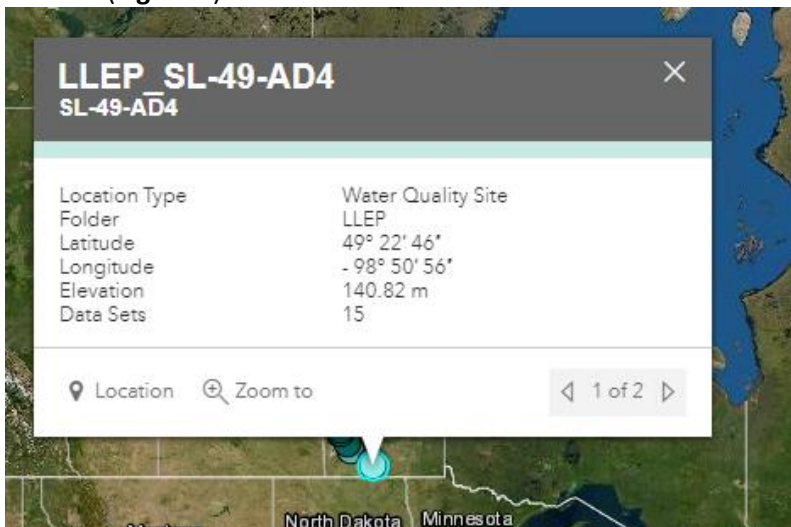 LLEP_SL-49-AD4
SL-49-AD4
Location Type Water Quality Site
Folder LLEP
Latitude 49° 22' 46"
Longitude - 98° 50' 56"
Elevation 140.82 m
Data Sets 15
Location Zoom to 1 of 2
North Dakota Minnesota